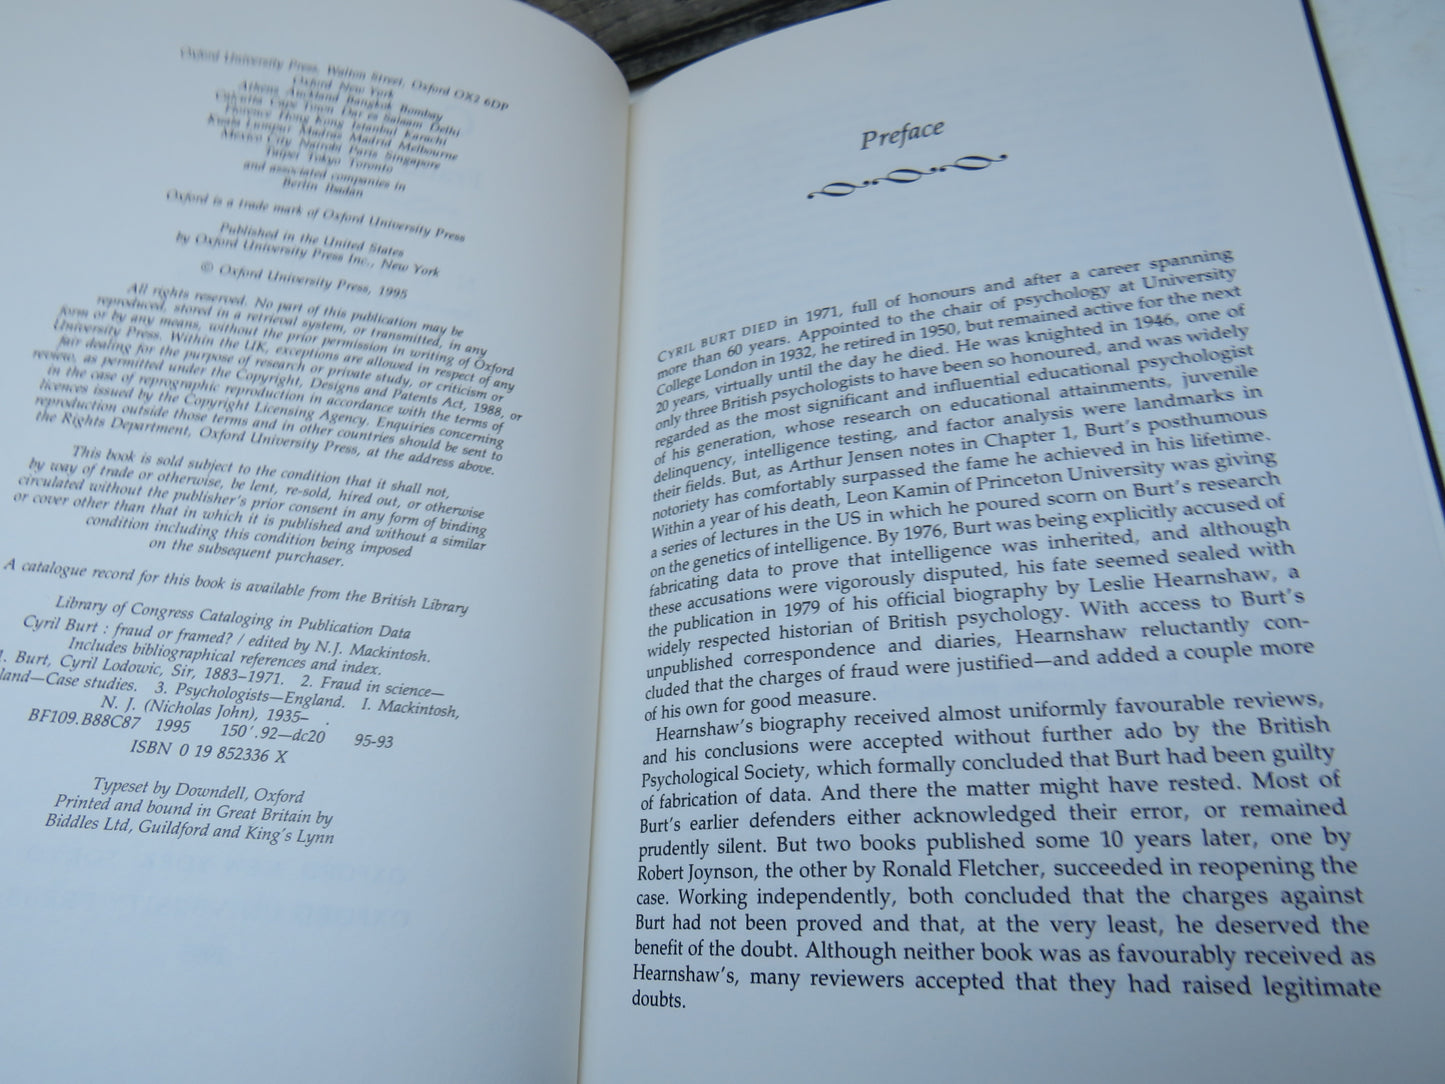 Oxford University Press, Walton Street, Oxford OX2 6DP
Oxford New York
Athens Auckland Bangkok Bombay
Calcutta Cape Town Dar es Salaam Delhi
Florence Hong Kong Istanbul Karachi
Kuala Lumpur Madras Madrid Melbourne
Mexico City Nairobi Paris Singapore
Taipei Tokyo Toronto
and associated companies in
Berlin Ibadan
Oxford is a trade mark of Oxford University Press
Published in the United States
by Oxford University Press Inc., New York
© Oxford University Press, 1995
All rights reserved. No part of this publication may be
reproduced, stored in a retrieval system, or transmitted, in any
form or by any means, without the prior permission in writing of Oxford
University Press. Within the UK, exceptions are allowed in respect of any
fair dealing for the purpose of research or private study, or criticism or
review, as permitted under the Copyright, Designs and Patents Act, 1988, or
in the case of reprographic reproduction in accordance with the terms of
licences issued by the Copyright Licensing Agency. Enquiries concerning
reproduction outside those terms and in other countries should be sent to
the Rights Department, Oxford University Press, at the address above.
This book is sold subject to the condition that it shall not,
by way of trade or otherwise, be lent, re-sold, hired out, or otherwise
circulated without the publisher's prior consent in any form of binding
or cover other than that in which it is published and without a similar
condition including this condition being imposed
on the subsequent purchaser.
A catalogue record for this book is available from the British Library
Library of Congress Cataloging in Publication Data
Cyril Burt : fraud or framed? / edited by N.J. Mackintosh.
Includes bibliographical references and index.
1. Burt, Cyril Lodowic, Sir, 1883–1971. 2. Fraud in science—
land—Case studies. 3. Psychologists—England. I. Mackintosh,
N. J. (Nicholas John), 1935– .
BF109.B88C87 1995 150′.92—dc20 95-93
ISBN 0 19 852336 X
Typeset by Downdell, Oxford
Printed and bound in Great Britain by
Biddles Ltd, Guildford and King's Lynn
Preface
CYRIL BURT DIED in 1971, full of honours and after a career spanning
more than 60 years. Appointed to the chair of psychology at University
College London in 1932, he retired in 1950, but remained active for the next
20 years, virtually until the day he died. He was knighted in 1946, one of
only three British psychologists to have been so honoured, and was widely
regarded as the most significant and influential educational psychologist
of his generation, whose research on educational attainments, juvenile
delinquency, intelligence testing, and factor analysis were landmarks in
their fields. But, as Arthur Jensen notes in Chapter 1, Burt's posthumous
notoriety has comfortably surpassed the fame he achieved in his lifetime.
Within a year of his death, Leon Kamin of Princeton University was giving
a series of lectures in the US in which he poured scorn on Burt's research
on the genetics of intelligence. By 1976, Burt was being explicitly accused of
fabricating data to prove that intelligence was inherited, and although
these accusations were vigorously disputed, his fate seemed sealed with
the publication in 1979 of his official biography by Leslie Hearnshaw, a
widely respected historian of British psychology. With access to Burt's
unpublished correspondence and diaries, Hearnshaw reluctantly con-
cluded that the charges of fraud were justified—and added a couple more
of his own for good measure.
Hearnshaw's biography received almost uniformly favourable reviews,
and his conclusions were accepted without further ado by the British
Psychological Society, which formally concluded that Burt had been guilty
of fabrication of data. And there the matter might have rested. Most of
Burt's earlier defenders either acknowledged their error, or remained
prudently silent. But two books published some 10 years later, one by
Robert Joynson, the other by Ronald Fletcher, succeeded in reopening the
case. Working independently, both concluded that the charges against
Burt had not been proved and that, at the very least, he deserved the
benefit of the doubt. Although neither book was as favourably received as
Hearnshaw's, many reviewers accepted that they had raised legitimate
doubts.